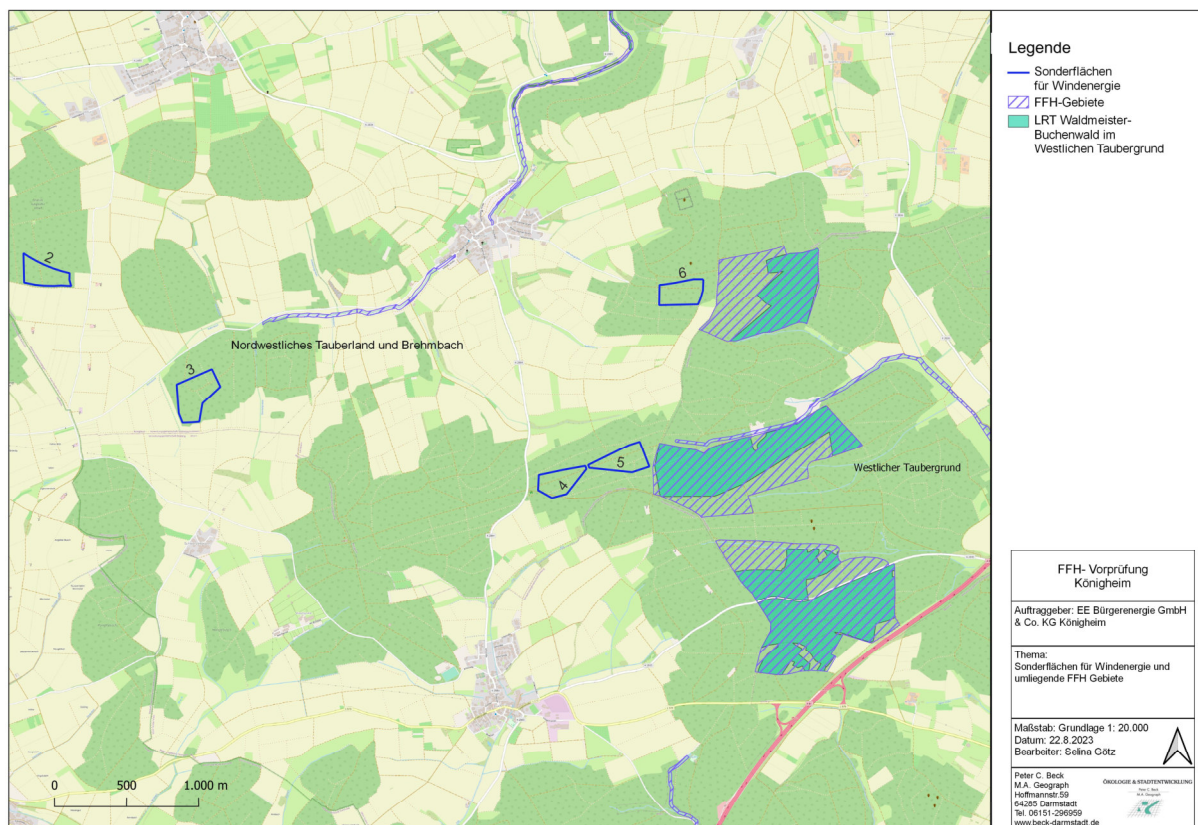 2
6
Nordwestliches Tauberland und Brehmbach
3
5
4
Westlicher Taubergrund
0 500 1.000 m
Legende
Sonderflächen
für Windenergie
FFH-Gebiete
LRT Waldmeister-
Buchenwald im
Westlichen Taubergrund
FFH- Vorprüfung
Königheim
Auftraggeber: EE Bürgerenergie GmbH
& Co. KG Königheim
Thema:
Sonderflächen für Windenergie und
umliegende FFH Gebiete
Maßstab: Grundlage 1: 20.000
Datum: 22.8.2023
Bearbeiter: Selina Götz
Peter C. Beck
M.A. Geograph
Hoffmannstr.59
64285 Darmstadt
Tel. 06151-296959
www.beck-darmstadt.de
ÖKOLOGIE & STADTENTWICKLUNG
Peter C. Beck
M.A. Geograph